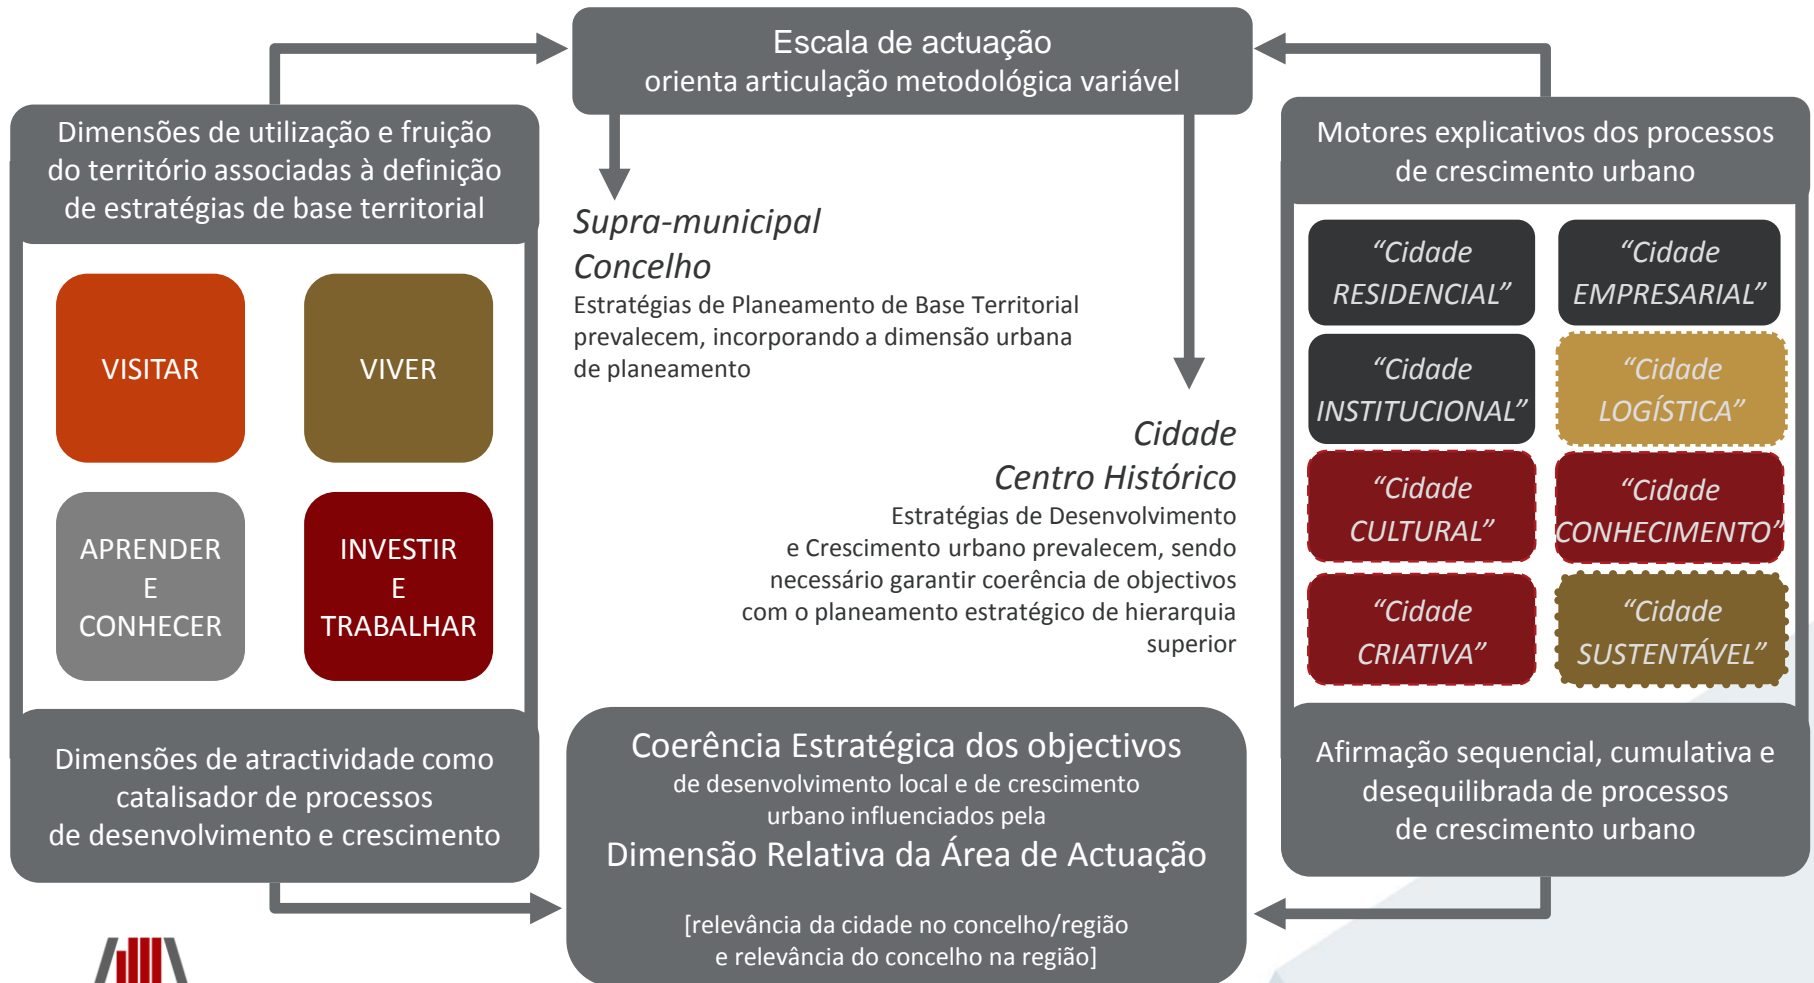 Escala de actuação
orienta articulação metodológica variável
Dimensões de utilização e fruição
do território associadas à definição
de estratégias de base territorial
VISITAR
VIVER
APRENDER
E
CONHECER
INVESTIR
E
TRABALHAR
Dimensões de atractividade como
catalisador de processos
de desenvolvimento e crescimento
Supra-municipal
Concelho
Estratégias de Planeamento de Base Territorial
prevalecem, incorporando a dimensão urbana
de planeamento
Cidade
Centro Histórico
Estratégias de Desenvolvimento
e Crescimento urbano prevalecem, sendo
necessário garantir coerência de objectivos
com o planeamento estratégico de hierarquia
superior
Coerência Estratégica dos objectivos
de desenvolvimento local e de crescimento
urbano influenciados pela
Dimensão Relativa da Área de Actuação
[relevância da cidade no concelho/região
e relevância do concelho na região]
Motores explicativos dos processos
de crescimento urbano
“Cidade
RESIDENCIAL”
“Cidade
EMPRESARIAL”
“Cidade
INSTITUCIONAL”
“Cidade
LOGÍSTICA”
“Cidade
CULTURAL”
“Cidade
CONHECIMENTO”
“Cidade
CRIATIVA”
“Cidade
SUSTENTÁVEL”
Afirmação sequencial, cumulativa e
desequilibrada de processos
de crescimento urbano